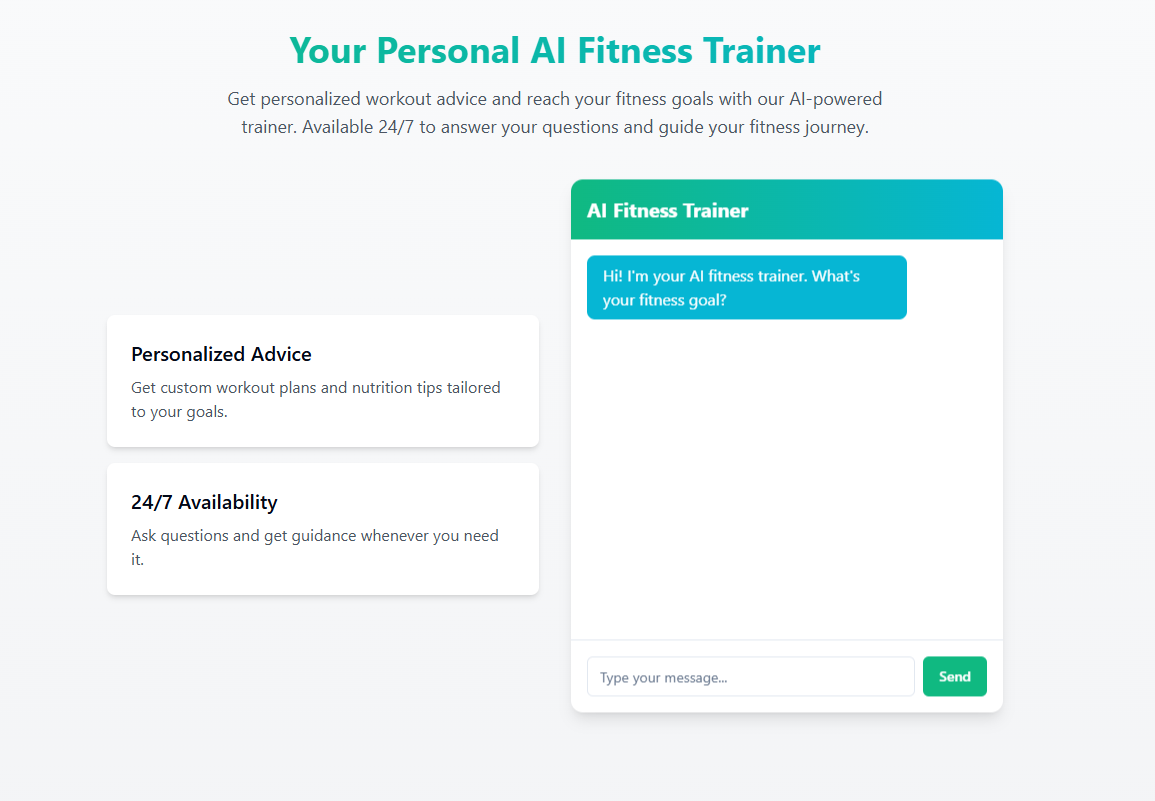 Your Personal AI Fitness Trainer
Get personalized workout advice and reach your fitness goals with our AI-powered
trainer. Available 24/7 to answer your questions and guide your fitness journey.
Personalized Advice
Get custom workout plans and nutrition tips tailored
to your goals.
24/7 Availability
Ask questions and get guidance whenever you need
it.
AI Fitness Trainer
Hi! I'm your AI fitness trainer. What's
your fitness goal?
Type your message...
Send